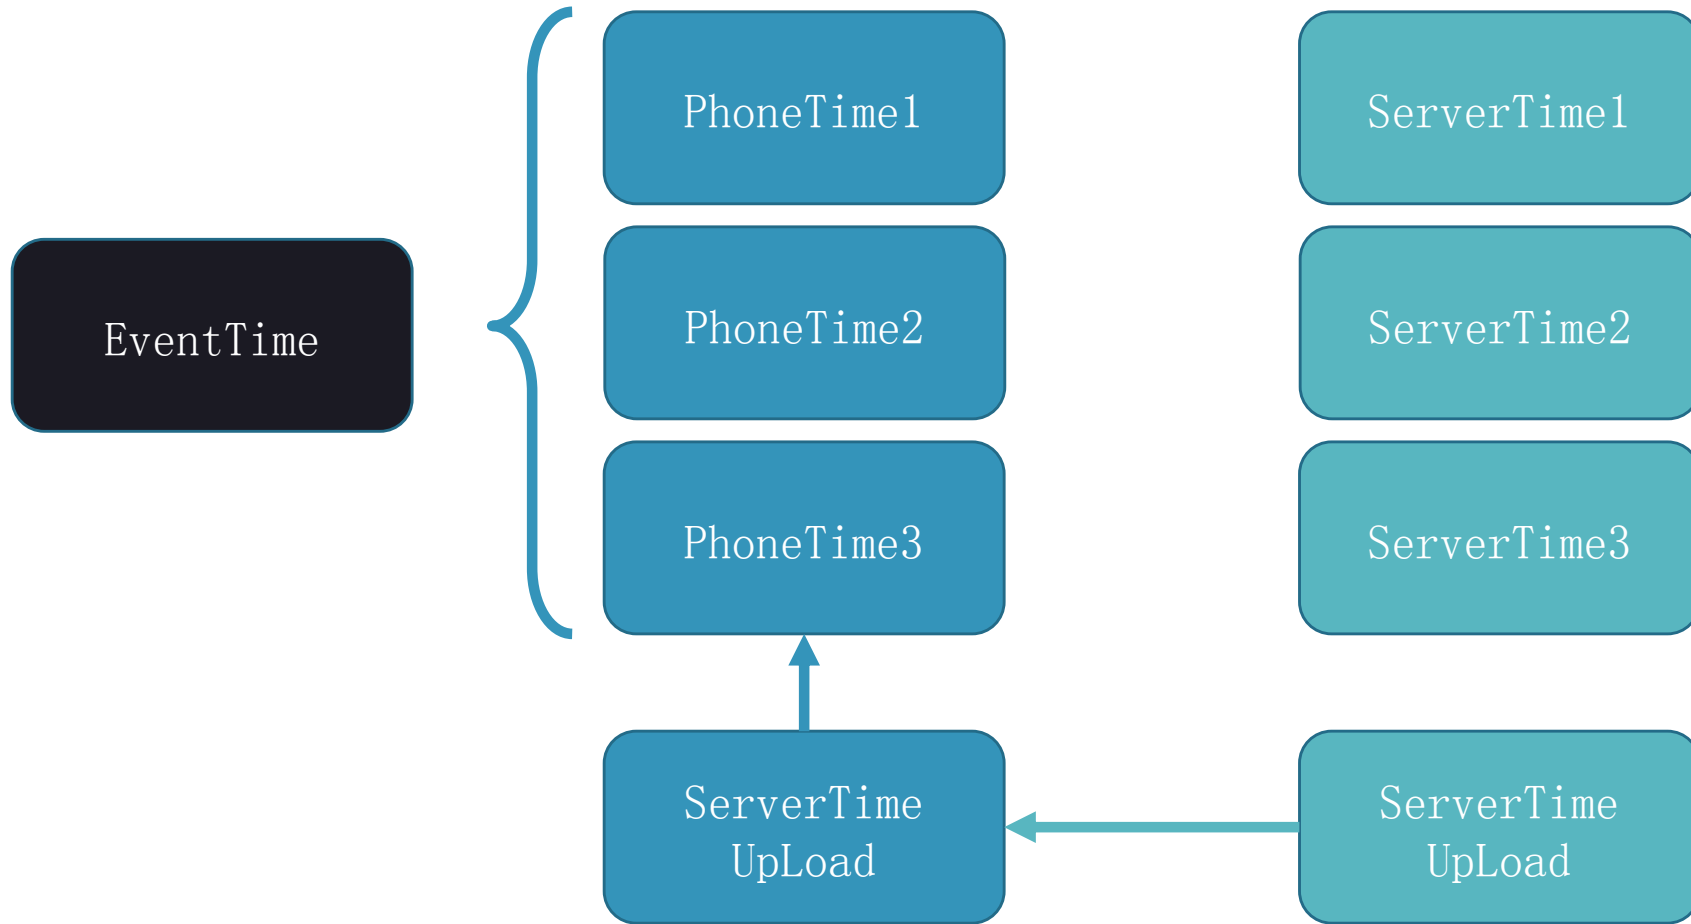 PhoneTime1
ServerTime1
EventTime
PhoneTime2
ServerTime2
PhoneTime3
ServerTime3
ServerTime
UpLoad
ServerTime
UpLoad